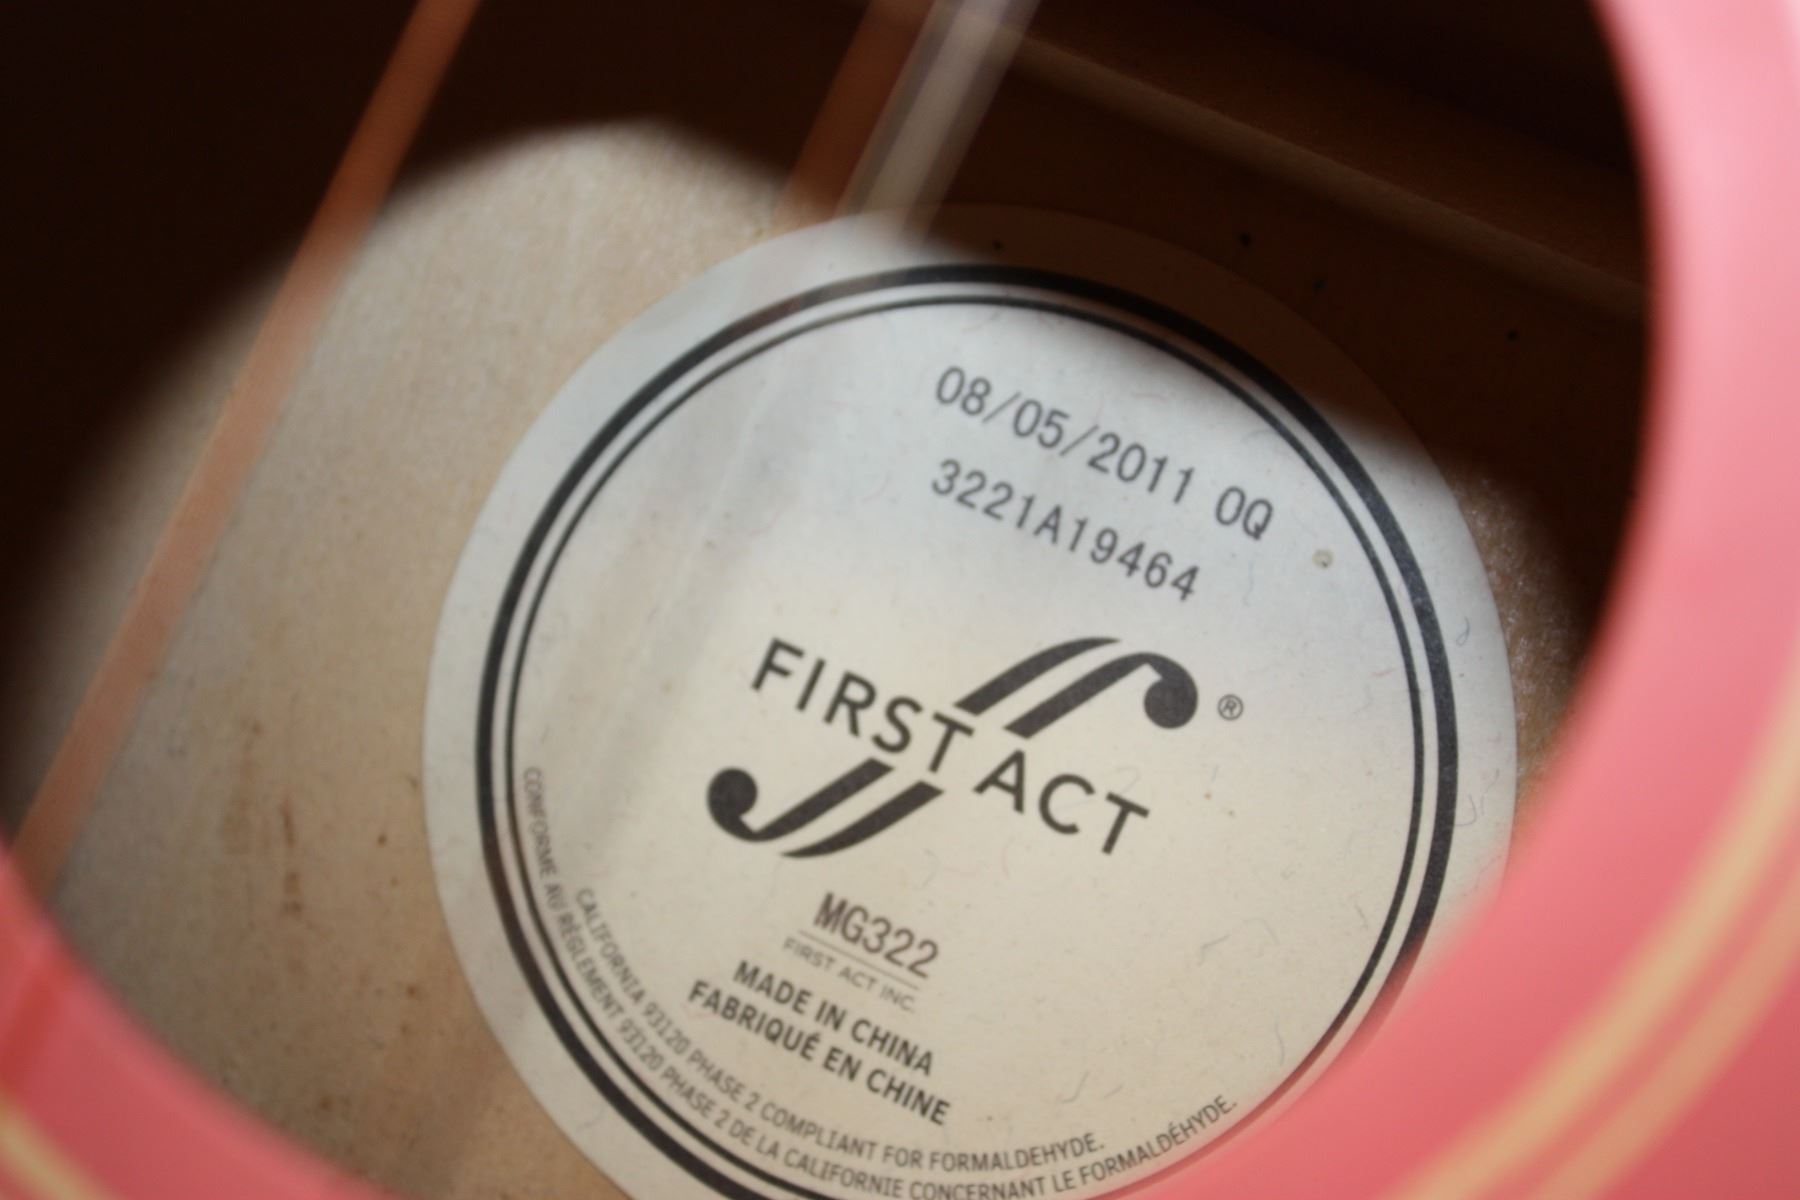 08/05/2011 0Q
3221A19464
FIRST ACT®
MG322
FIRST ACT INC.
MADE IN CHINA
FABRIQUÉ EN CHINE
CALIFORNIA 93120 PHASE 2 COMPLIANT FOR FORMALDEHYDE.
CONFORME AU RÈGLEMENT 93120 PHASE 2 DE LA CALIFORNIE CONCERNANT LE FORMALDÉHYDE.